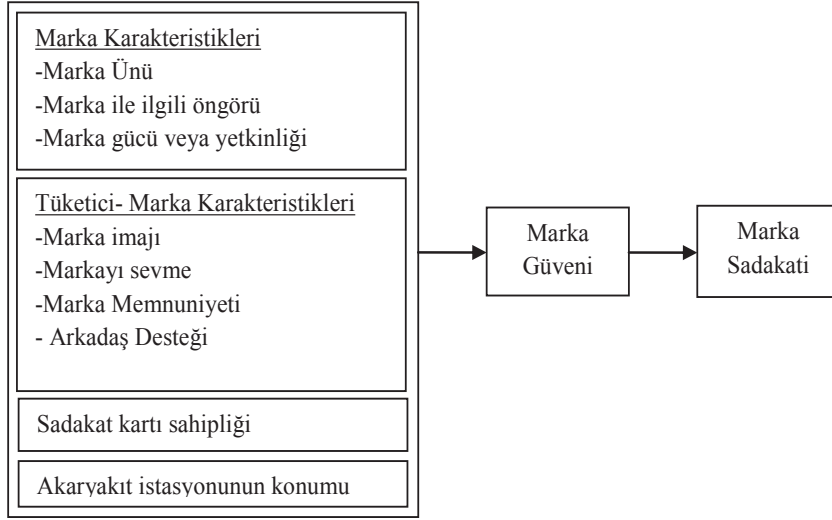 Marka Karakteristikleri
-Marka Ünü
-Marka ile ilgili öngörü
-Marka gücü veya yetkinliği
Tüketici- Marka Karakteristikleri
-Marka imajı
-Markayı sevme
-Marka Memnuniyeti
- Arkadaş Desteği
Sadakat kartı sahipliği
Akaryakıt istasyonunun konumu
Marka
Güveni
Marka
Sadakati